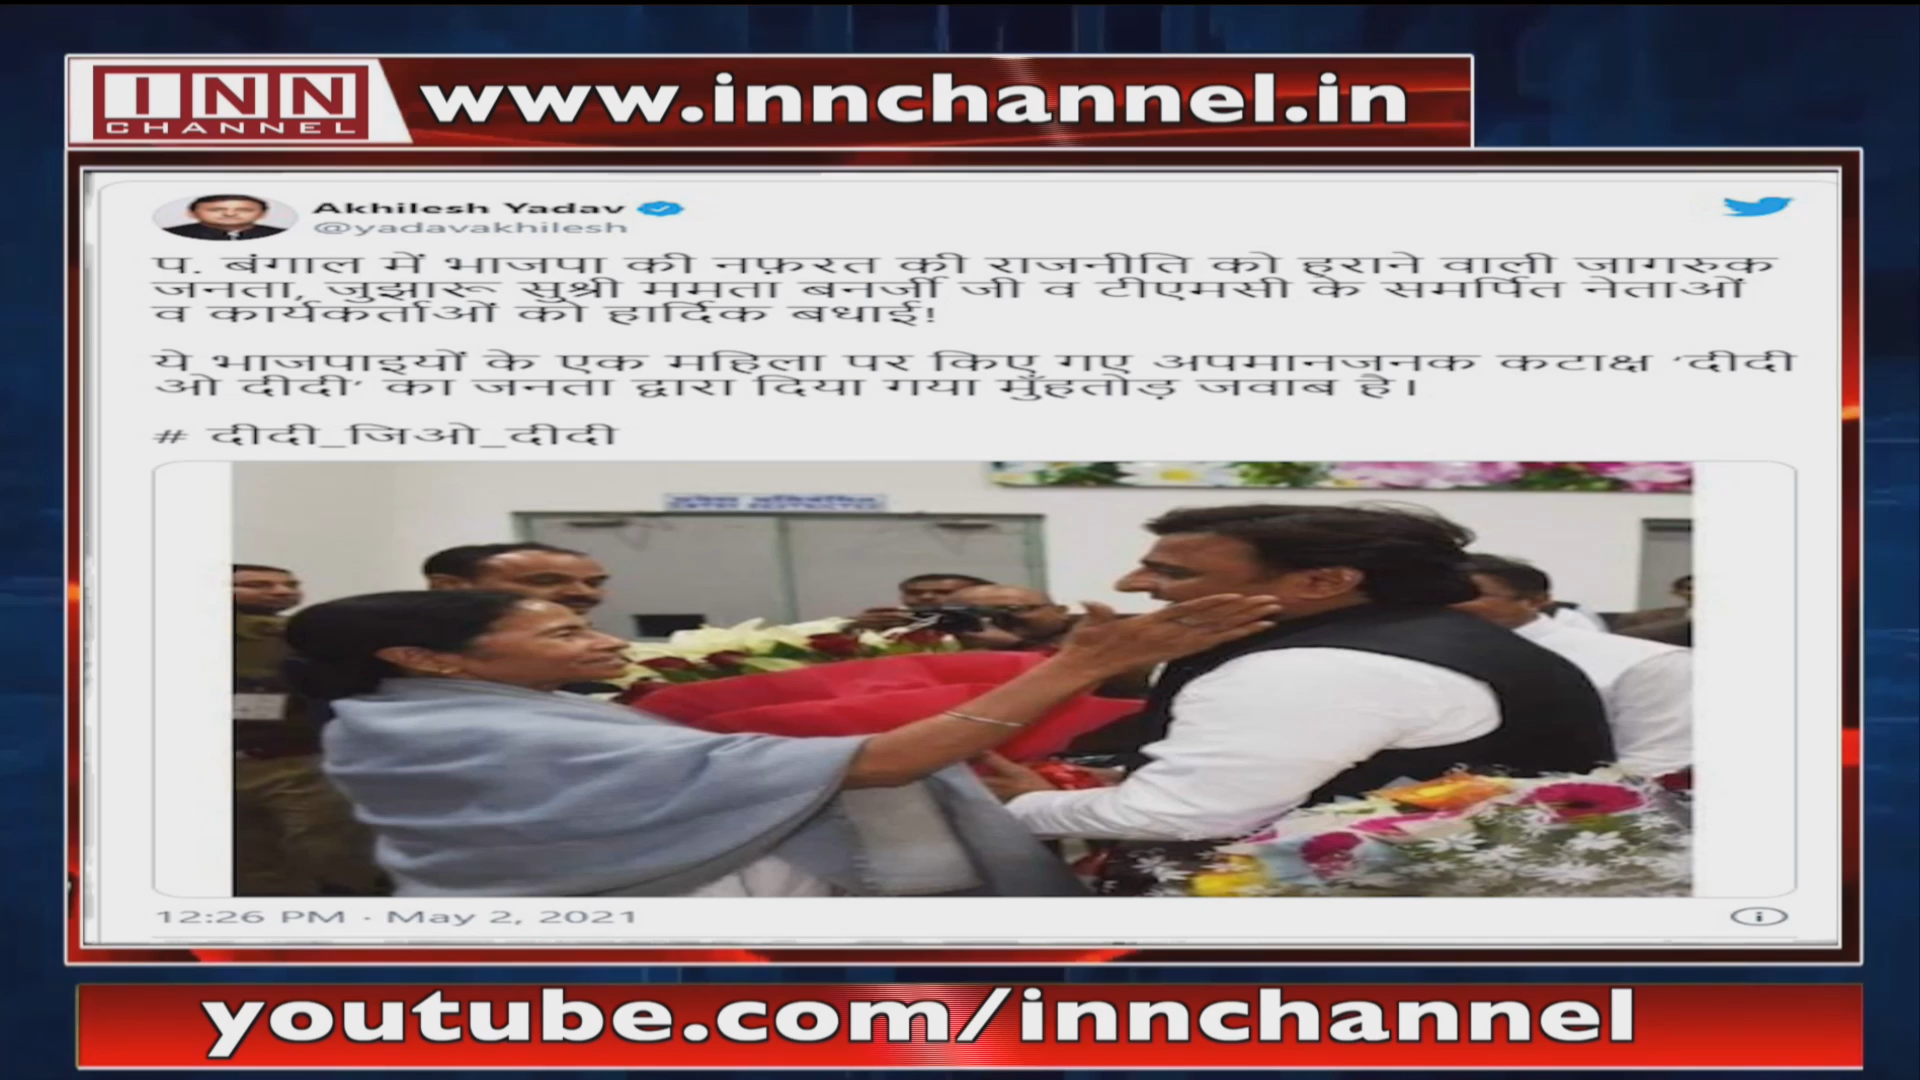 INN
CHANNEL
www.innchannel.in
Akhilesh Yadav
@yadavakhilesh
प. बंगाल में भाजपा की नफ़रत की राजनीति को हराने वाली जागरुक
जनता, जुझारू सुश्री ममता बनर्जी जी व टीएमसी के समर्पित नेताओं
व कार्यकर्ताओं को हार्दिक बधाई!
ये भाजपाइयों के एक महिला पर किए गए अपमानजनक कटाक्ष ‘दीदी
ओ दीदी’ का जनता द्वारा दिया गया मुँहतोड़ जवाब है।
# दीदी_जिओ_दीदी
ENTRY RESTRICTED
12:26 PM · May 2, 2021
youtube.com/innchannel